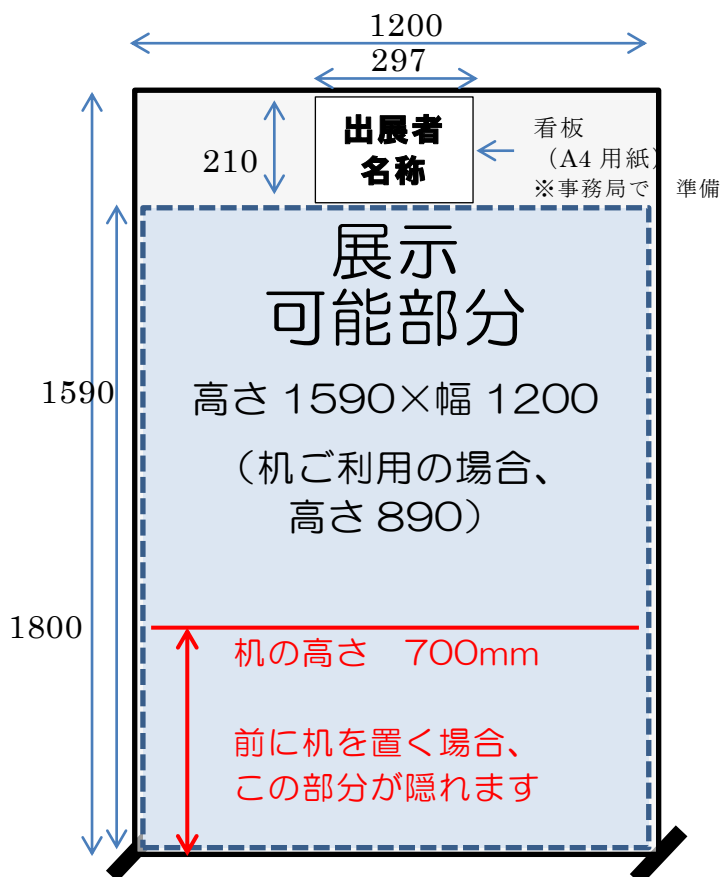 1200
297
出展者
名称
210
看板
（A4 用紙）
※事務局で 準備
展示
可能部分
1590
高さ 1590×幅 1200
（机ご利用の場合、
高さ 890）
1800
机の高さ　700mm
前に机を置く場合、
この部分が隠れます